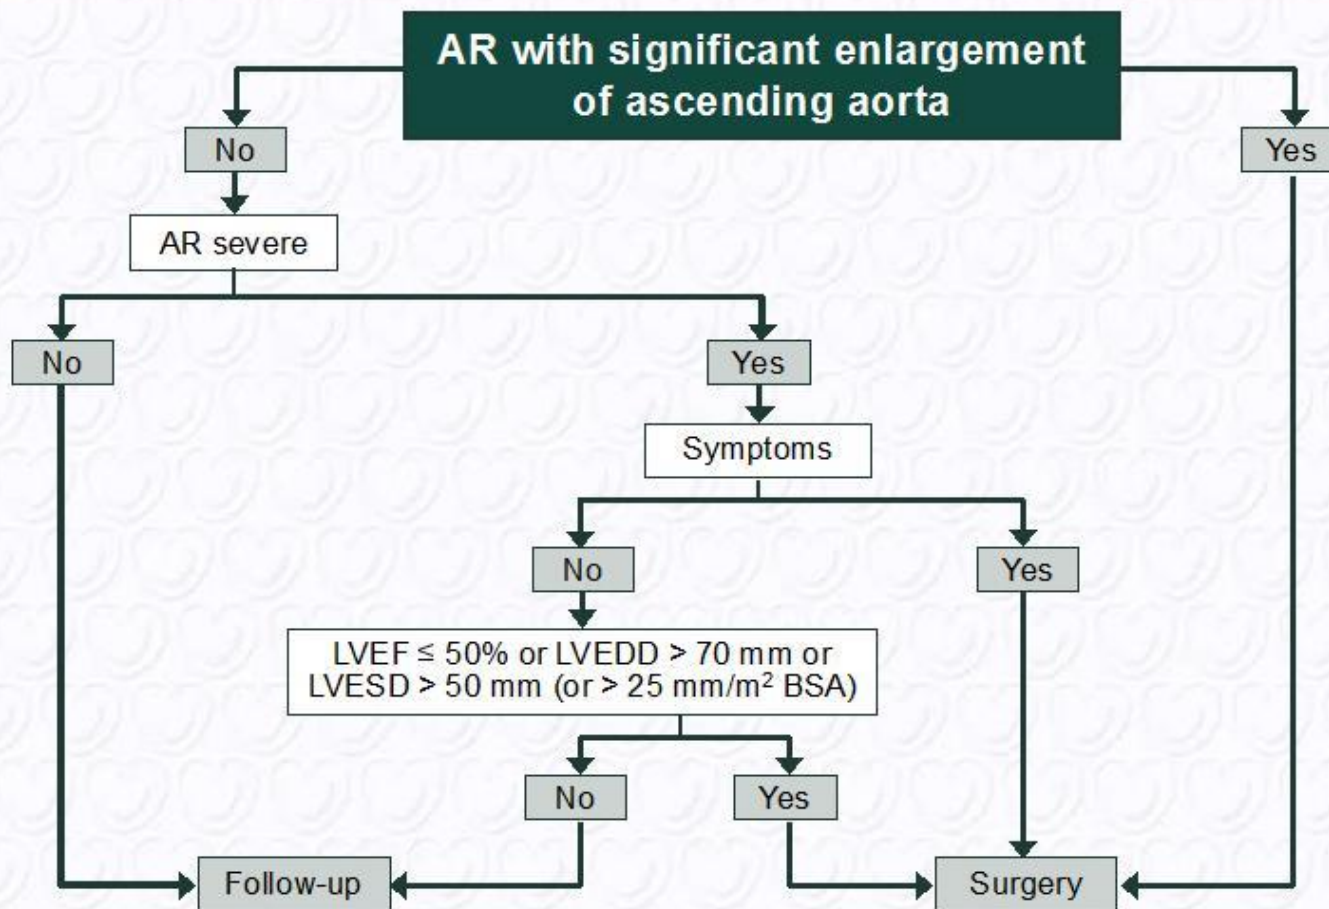 AR with significant enlargement
of ascending aorta
No
Yes
AR severe
No
Yes
Symptoms
No
Yes
LVEF ≤ 50% or LVEDD > 70 mm or
LVESD > 50 mm (or > 25 mm/m² BSA)
No
Yes
Follow-up
Surgery